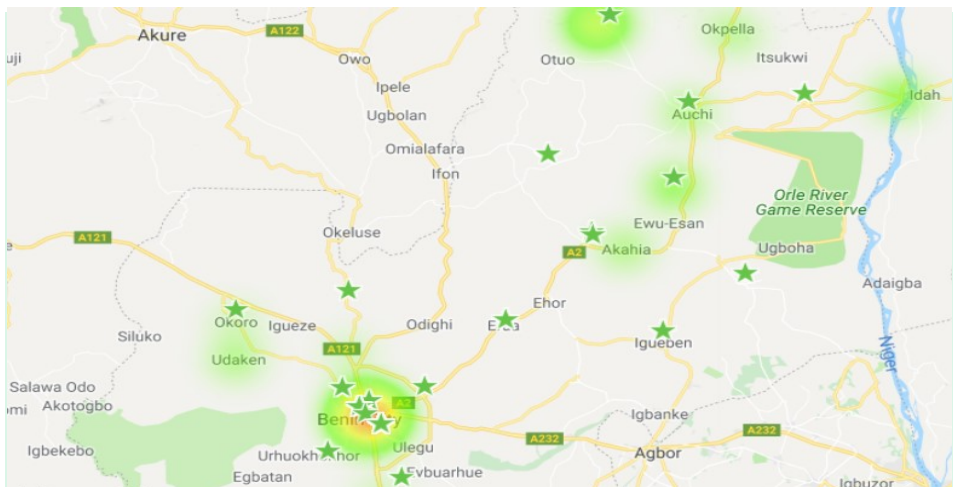 Okpella
Akure
A122
uji
Owo
Otuo
Itsukwi
Ipele
Idah
Ugbolan
Auchi
Omialafara
Ifon
Orle River
Game Reserve
Ewu-Esan
Okeluse
A121
Akahia
A2
Ugboha
Adaigba
Ehor
Okoro
Igueze
Odighi
Siluko
Igueben
A121
Niger
Udaken
Salawa Odo
A2
Akotogbo
omi
Igbanke
A232
A232
Ulegu
Igbekebo
Agbor
Evbuarhue
Egbatan
Igbuzor